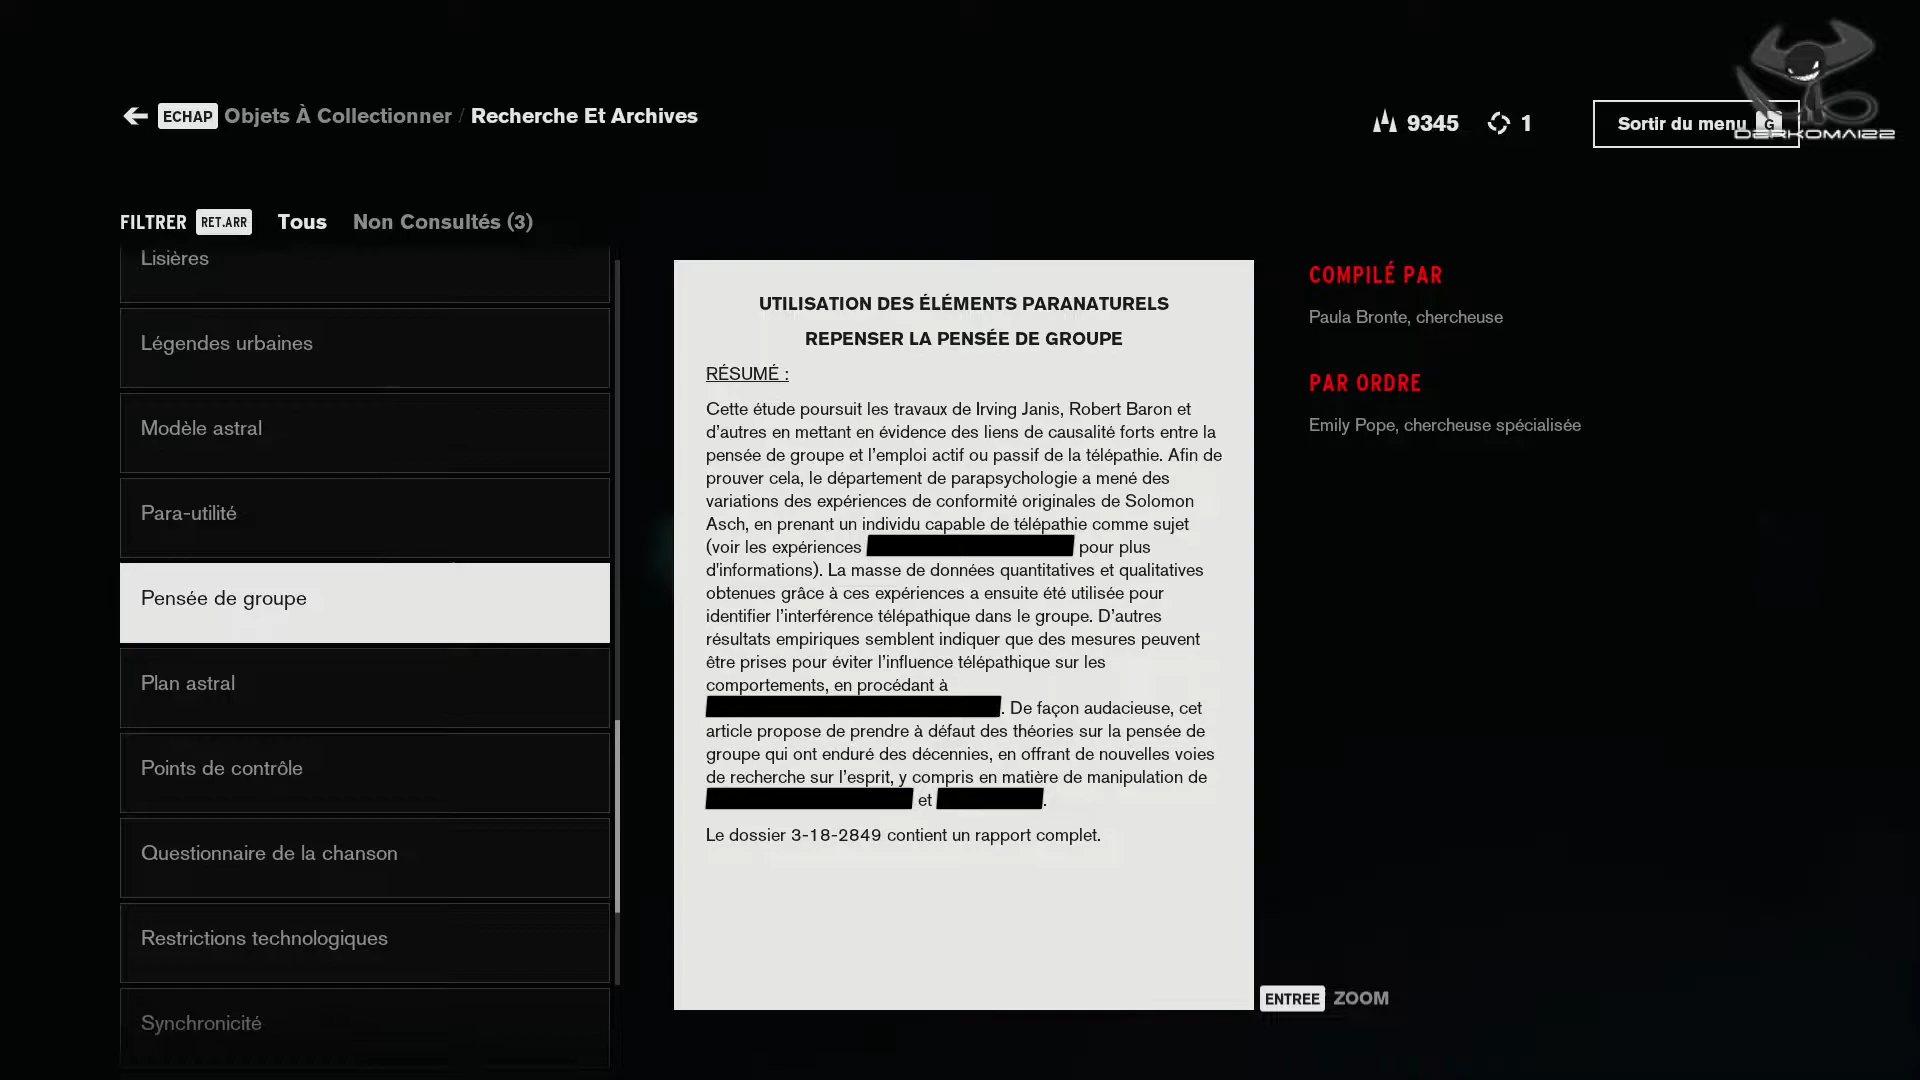 ECHAP Objets À Collectionner / Recherche Et Archives
9345 1
Sortir du menu G
DERKOMAI22
FILTRER RET.ARR Tous Non Consultés (3)
Lisières
Légendes urbaines
Modèle astral
Para-utilité
Pensée de groupe
Plan astral
Points de contrôle
Questionnaire de la chanson
Restrictions technologiques
Synchronicité
UTILISATION DES ÉLÉMENTS PARANATURELS
REPENSER LA PENSÉE DE GROUPE
RÉSUMÉ :
Cette étude poursuit les travaux de Irving Janis, Robert Baron et
d’autres en mettant en évidence des liens de causalité forts entre la
pensée de groupe et l’emploi actif ou passif de la télépathie. Afin de
prouver cela, le département de parapsychologie a mené des
variations des expériences de conformité originales de Solomon
Asch, en prenant un individu capable de télépathie comme sujet
(voir les expériences pour plus
d'informations). La masse de données quantitatives et qualitatives
obtenues grâce à ces expériences a ensuite été utilisée pour
identifier l’interférence télépathique dans le groupe. D’autres
résultats empiriques semblent indiquer que des mesures peuvent
être prises pour éviter l’influence télépathique sur les
comportements, en procédant à
. De façon audacieuse, cet
article propose de prendre à défaut des théories sur la pensée de
groupe qui ont enduré des décennies, en offrant de nouvelles voies
de recherche sur l’esprit, y compris en matière de manipulation de
et .
Le dossier 3-18-2849 contient un rapport complet.
COMPILÉ PAR
Paula Bronte, chercheuse
PAR ORDRE
Emily Pope, chercheuse spécialisée
ENTREE ZOOM